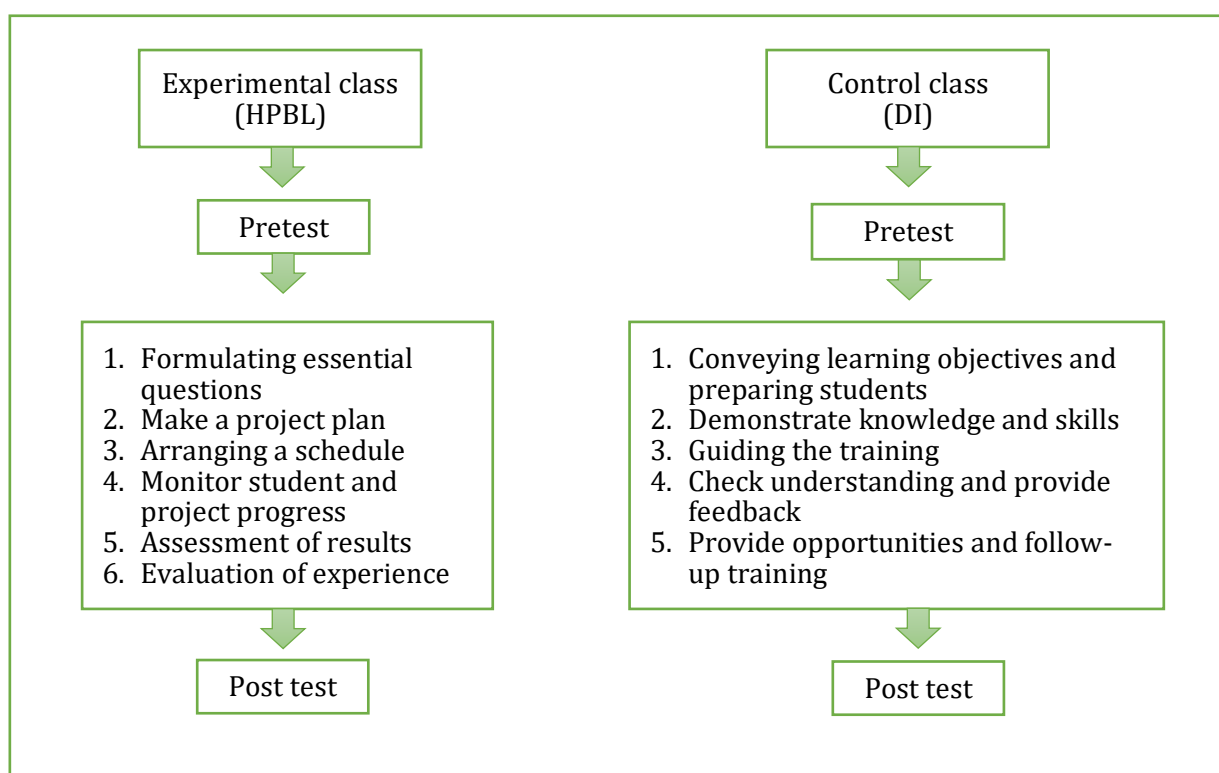 Experimental class
(HPBL)
Pretest
1. Formulating essential
questions
2. Make a project plan
3. Arranging a schedule
4. Monitor student and
project progress
5. Assessment of results
6. Evaluation of experience
Post test
Control class
(DI)
Pretest
1. Conveying learning objectives and
preparing students
2. Demonstrate knowledge and skills
3. Guiding the training
4. Check understanding and provide
feedback
5. Provide opportunities and follow-
up training
Post test